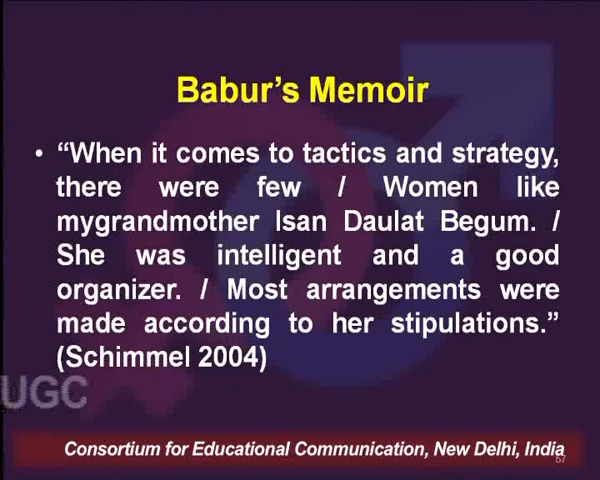 Babur's Memoir
• “When it comes to tactics and strategy,
there were few / Women like
mygrandmother Isan Daulat Begum. /
She was intelligent and a good
organizer. / Most arrangements were
made according to her stipulations.”
(Schimmel 2004)
UGC
Consortium for Educational Communication, New Delhi, India
57